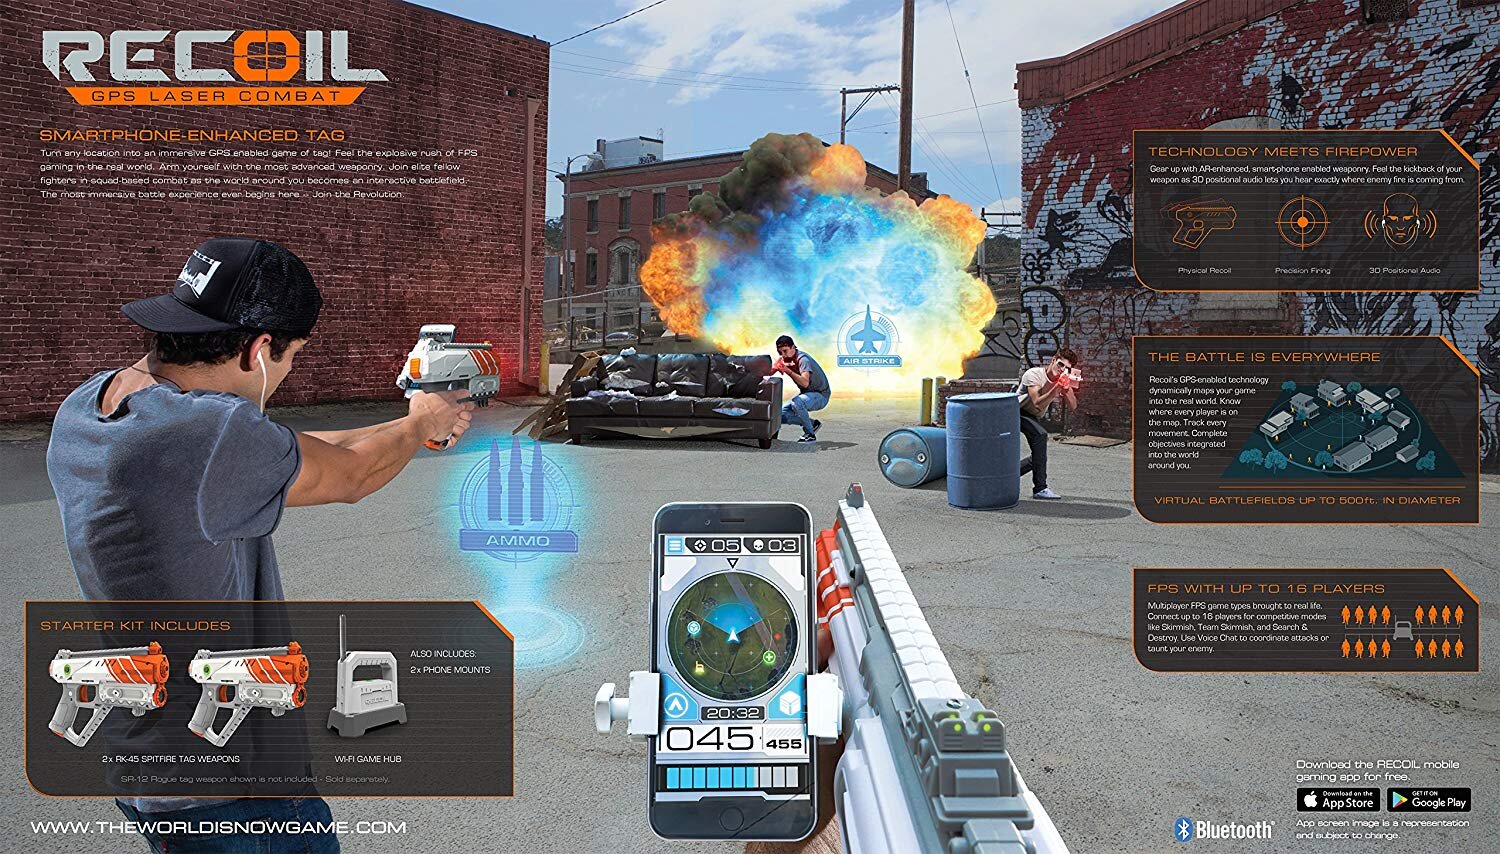 RECOIL
GPS LASER COMBAT
SMARTPHONE-ENHANCED TAG
Turn any location into an immersive GPS enabled game of tag! Feel the explosive rush of FPS
gaming in the real world. Arm yourself with the most advanced weaponry. Join elite fellow
fighters in squad-based combat as the world around you becomes an interactive battlefield.
The most immersive battle experience ever begins here – Join the Revolution.
TECHNOLOGY MEETS FIREPOWER
Gear up with AR-enhanced, smart-phone enabled weaponry. Feel the kickback of your
weapon as 3D positional audio lets you hear exactly where enemy fire is coming from.
Physical Recoil
Precision Firing
3D Positional Audio
AIR STRIKE
THE BATTLE IS EVERYWHERE
Recoil's GPS-enabled technology
dynamically maps your game
into the real world. Know
where every player is on
the map. Track every
movement. Complete
objectives integrated
into the world
around you.
VIRTUAL BATTLEFIELDS UP TO 500ft. IN DIAMETER
AMMO
05
03
20:32
045
455
FPS WITH UP TO 16 PLAYERS
Multiplayer FPS game types brought to real life.
Connect up to 16 players for competitive modes
like Skirmish, Team Skirmish, and Search &
Destroy. Use Voice Chat to coordinate attacks or
taunt your enemy.
STARTER KIT INCLUDES
ALSO INCLUDES:
2x PHONE MOUNTS
2x RK-45 SPITFIRE TAG WEAPONS
WI-FI GAME HUB
SR-12 Rogue tag weapon shown is not included - Sold separately.
WWW.THEWORLDISNOWGAME.COM
Download the RECOIL mobile
gaming app for free.
Download on the
App Store
GET IT ON
Google Play
Bluetooth
App screen image is a representation
and subject to change.